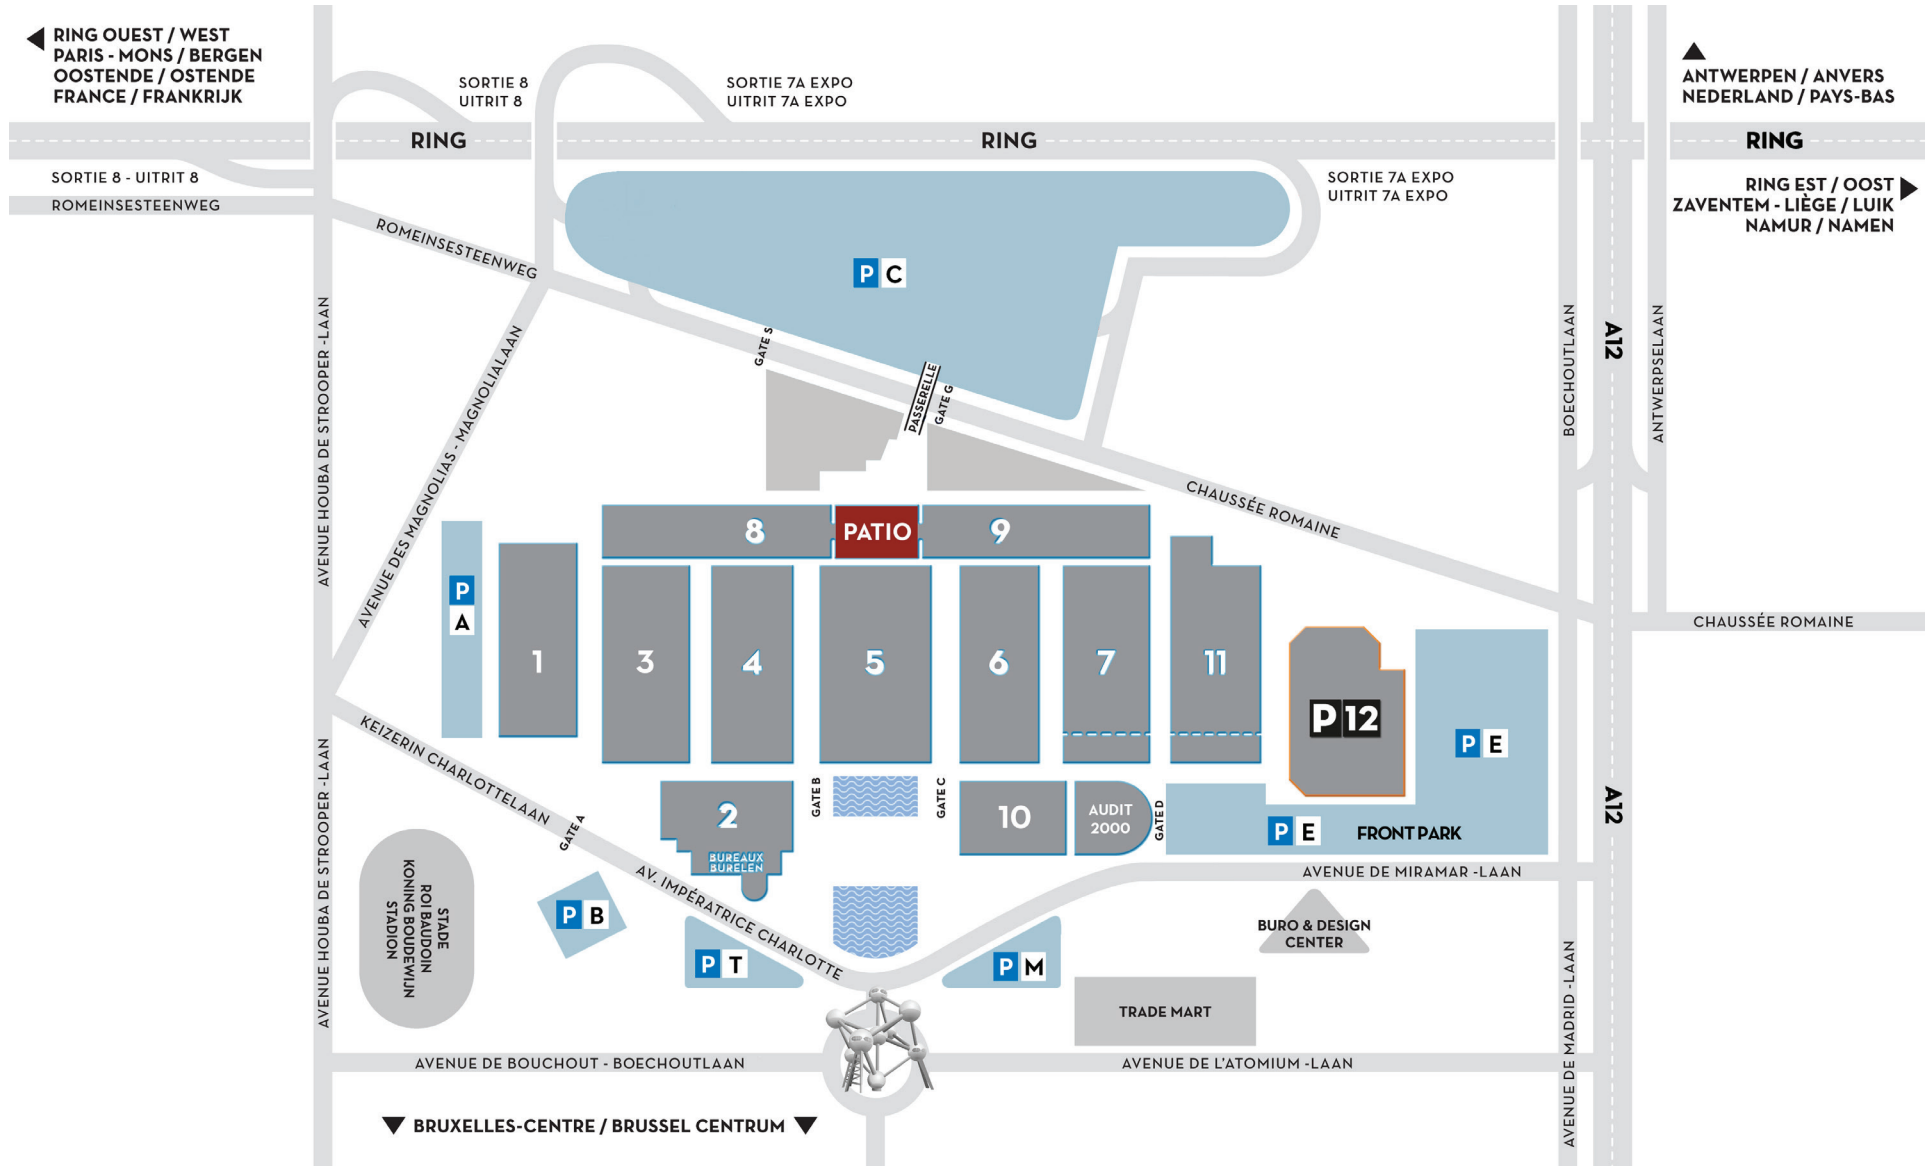 RING OUEST / WEST
PARIS - MONS / BERGEN
OOSTENDE / OSTENDE
FRANCE / FRANKRIJK
SORTIE 8
UITRIT 8
SORTIE 7A EXPO
UITRIT 7A EXPO
ANTWERPEN / ANVERS
NEDERLAND / PAYS-BAS
RING
RING
RING
SORTIE 8 - UITRIT 8
ROMEINSESTEENWEG
SORTIE 7A EXPO
UITRIT 7A EXPO
RING EST / OOST
ZAVENTEM - LIÈGE / LUIK
NAMUR / NAMEN
ROMEINSESTEENWEG
P C
GATE S
PASSERELLE
GATE G
AVENUE HOUBA DE STROOPER -LAAN
AVENUE DES MAGNOLIAS - MAGNOLIALAAN
BOECHOUTLAAN
A12
ANTWERPSELAAN
CHAUSSÉE ROMAINE
CHAUSSÉE ROMAINE
8
PATIO
9
P
A
1
3
4
5
6
7
11
P 12
P E
KEIZERIN CHARLOTTELAAN
GATE A
AVENUE HOUBA DE STROOPER -LAAN
2
BUREAUX
BURELEN
GATE B
GATE C
10
AUDIT
2000
GATE D
P E
FRONT PARK
A12
AVENUE DE MIRAMAR -LAAN
AV. IMPÉRATRICE CHARLOTTE
STADE
ROI BAUDOIN
KONING BOUDEWIJN
STADION
P B
P T
P M
BURO & DESIGN
CENTER
TRADE MART
AVENUE DE MADRID -LAAN
AVENUE DE BOUCHOUT - BOECHOUTLAAN
AVENUE DE L'ATOMIUM -LAAN
BRUXELLES-CENTRE / BRUSSEL CENTRUM